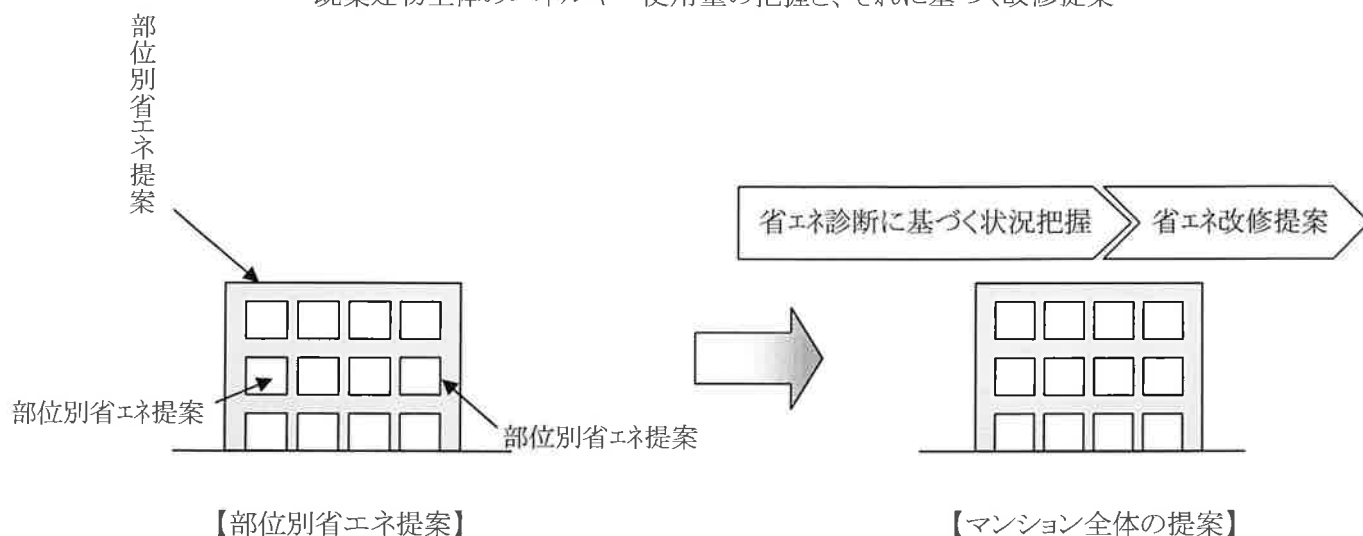 部位別省エネ提案
省エネ診断に基づく状況把握
省エネ改修提案
部位別省エネ提案
部位別省エネ提案
【部位別省エネ提案】
【マンション全体の提案】